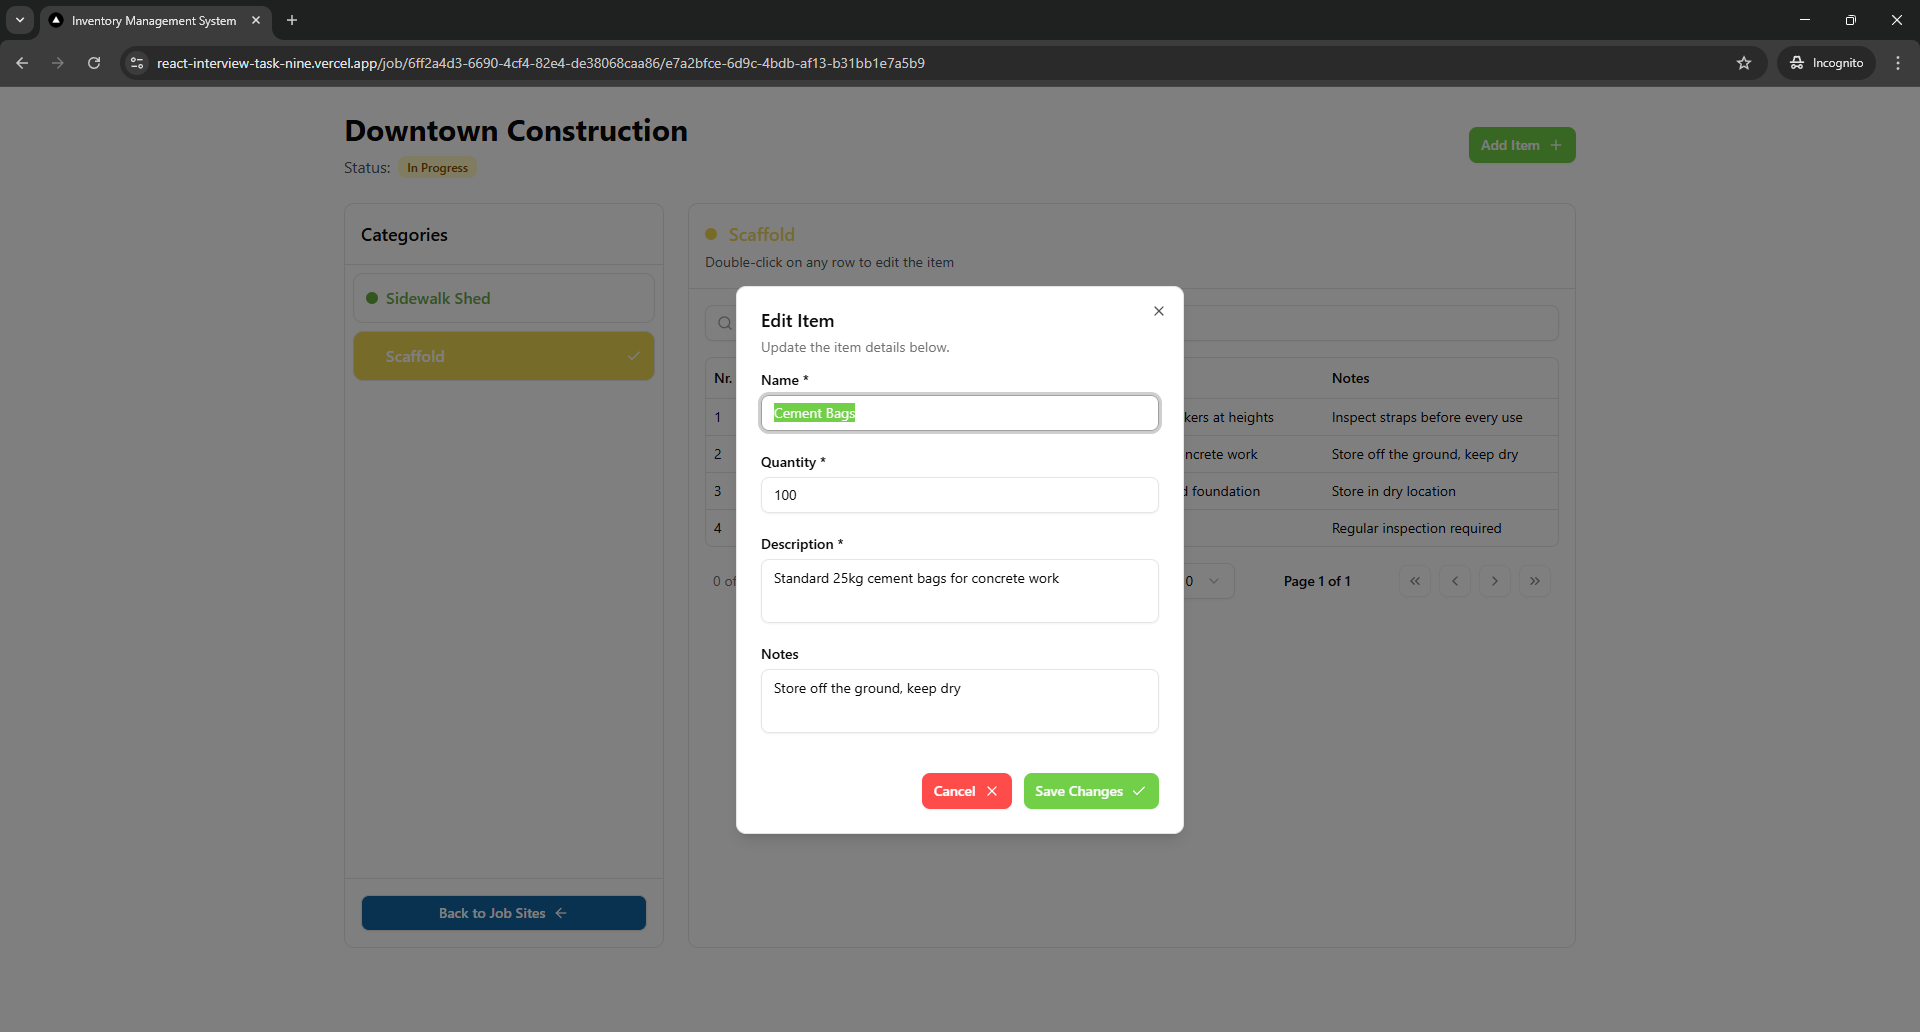 Inventory Management System
react-interview-task-nine.vercel.app/job/6ff2a4d3-6690-4cf4-82e4-de38068caa86/e7a2bfce-6d9c-4bdb-af13-b31bb1e7a5b9
Incognito
Downtown Construction
Status: In Progress
Add Item
Categories
Sidewalk Shed
Scaffold
Back to Job Sites
Scaffold
Double-click on any row to edit the item
Nr. Notes
1 kers at heights Inspect straps before every use
2 ncrete work Store off the ground, keep dry
3 foundation Store in dry location
4 Regular inspection required
0 of 0 Page 1 of 1
Edit Item
Update the item details below.
Name *
Cement Bags
Quantity *
100
Description *
Standard 25kg cement bags for concrete work
Notes
Store off the ground, keep dry
Cancel
Save Changes